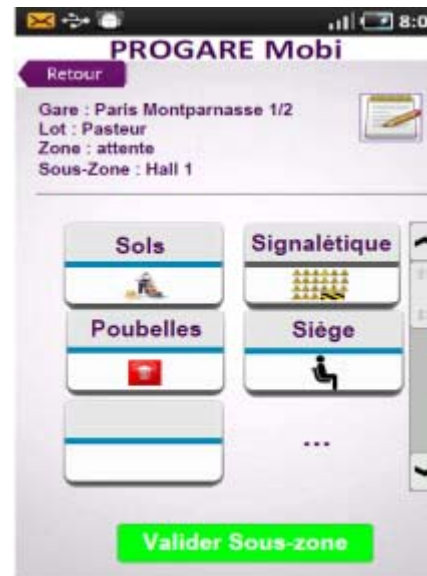 8:0
PROGARE Mobi
Retour
Gare : Paris Montparnasse 1/2
Lot : Pasteur
Zone : attente
Sous-Zone : Hall 1
Sols
Signalétique
Poubelles
Siège
...
Valider Sous-zone